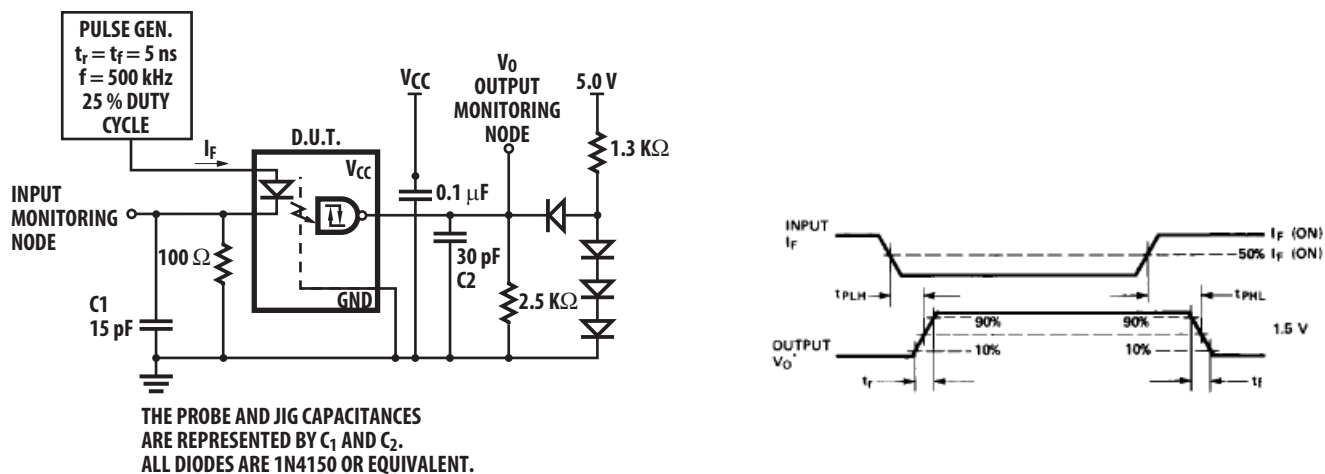 PULSE GEN.
tr = tf = 5 ns
f = 500 kHz
25 % DUTY
CYCLE
IF
D.U.T.
VCC
VCC
V0
OUTPUT
MONITORING
NODE
5.0 V
1.3 KΩ
INPUT
MONITORING
NODE
0.1 μF
100 Ω
30 pF
C2
2.5 KΩ
GND
C1
15 pF
THE PROBE AND JIG CAPACITANCES
ARE REPRESENTED BY C1 AND C2.
ALL DIODES ARE 1N4150 OR EQUIVALENT.
INPUT
IF
IF (ON)
50% IF (ON)
tPLH
tPHL
90%
90%
1.5 V
10%
10%
OUTPUT
VO
tr
tf